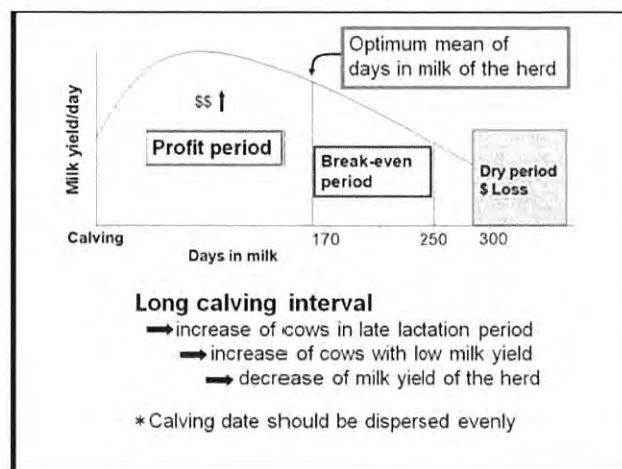 Optimum mean of
days in milk of the herd
Milk yield/day
$$
Profit period
Break-even
period
Dry period
$ Loss
Calving
170
250
300
Days in milk
Long calving interval
increase of cows in late lactation period
increase of cows with low milk yield
decrease of milk yield of the herd
*Calving date should be dispersed evenly